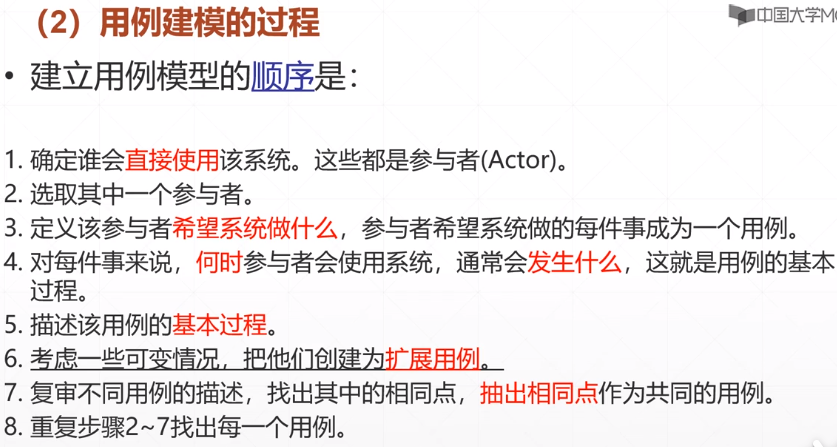 （2）用例建模的过程
中国大学MO
• 建立用例模型的顺序是：
1. 确定谁会直接使用该系统。这些都是参与者(Actor)。
2. 选取其中一个参与者。
3. 定义该参与者希望系统做什么，参与者希望系统做的每件事成为一个用例。
4. 对每件事来说，何时参与者会使用系统，通常会发生什么，这就是用例的基本
过程。
5. 描述该用例的基本过程。
6. 考虑一些可变情况，把他们创建为扩展用例。
7. 复审不同用例的描述，找出其中的相同点，抽出相同点作为共同的用例。
8. 重复步骤2~7找出每一个用例。